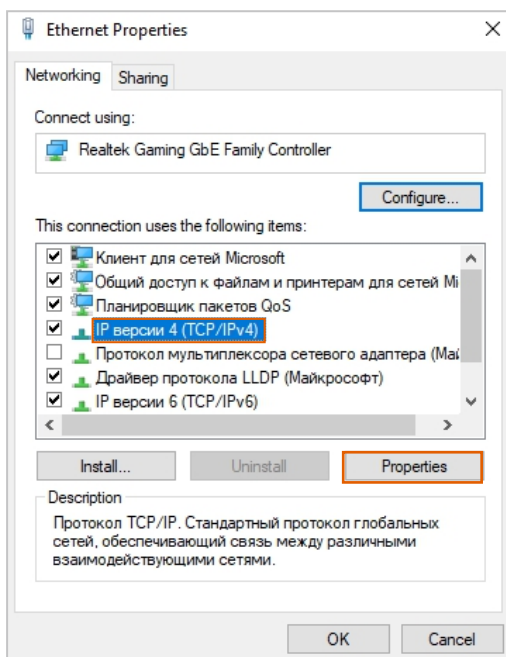 Ethernet Properties
Networking
Sharing
Connect using:
Realtek Gaming GbE Family Controller
Configure...
This connection uses the following items:
Клиент для сетей Microsoft
Общий доступ к файлам и принтерам для сетей Mi
Планировщик пакетов QoS
IP версии 4 (TCP/IPv4)
Протокол мультиплексора сетевого адаптера (Май
Драйвер протокола LLDP (Майкрософт)
IP версии 6 (TCP/IPv6)
Install...
Uninstall
Properties
Description
Протокол TCP/IP. Стандартный протокол глобальных
сетей, обеспечивающий связь между различными
взаимодействующими сетями.
OK
Cancel